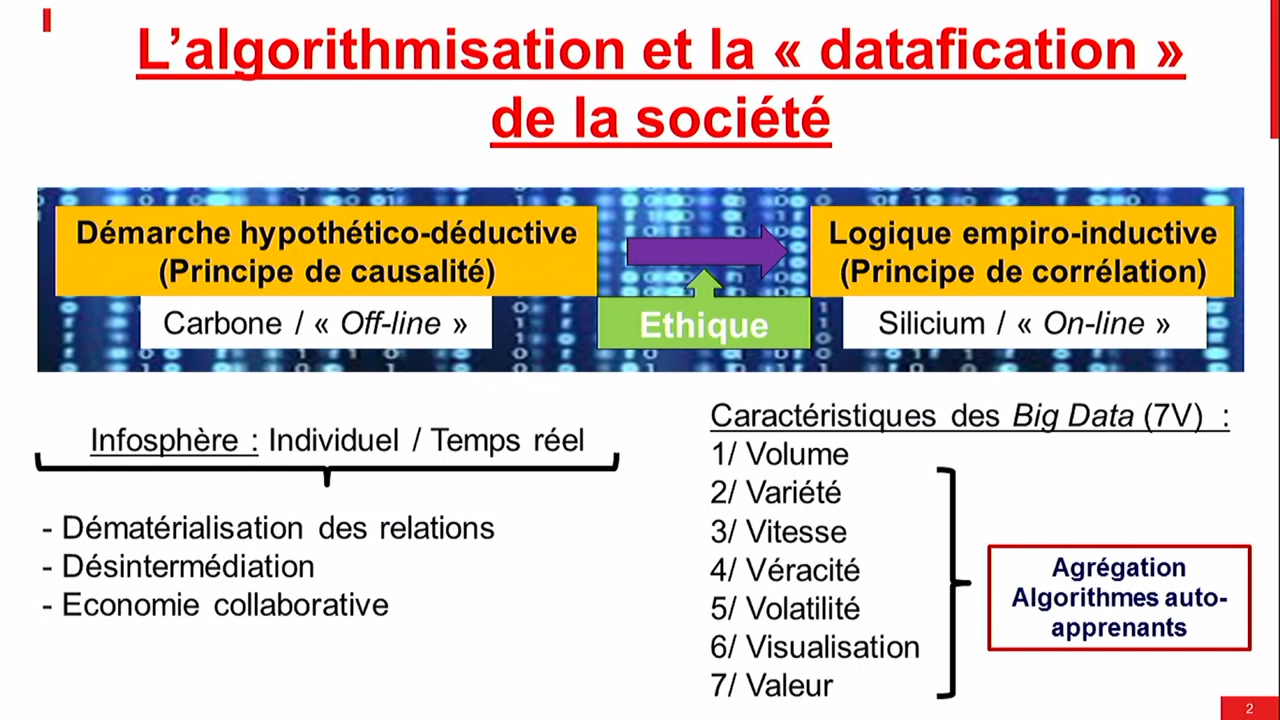 L’algorithmisation et la « datafication »
de la société
Démarche hypothético-déductive
(Principe de causalité)
Carbone / « Off-line »
Ethique
Logique empiro-inductive
(Principe de corrélation)
Silicium / « On-line »
Infosphère : Individuel / Temps réel
- Dématérialisation des relations
- Désintermédiation
- Economie collaborative
Caractéristiques des Big Data (7V) :
1/ Volume
2/ Variété
3/ Vitesse
4/ Véracité
5/ Volatilité
6/ Visualisation
7/ Valeur
Agrégation
Algorithmes auto-
apprenants
2